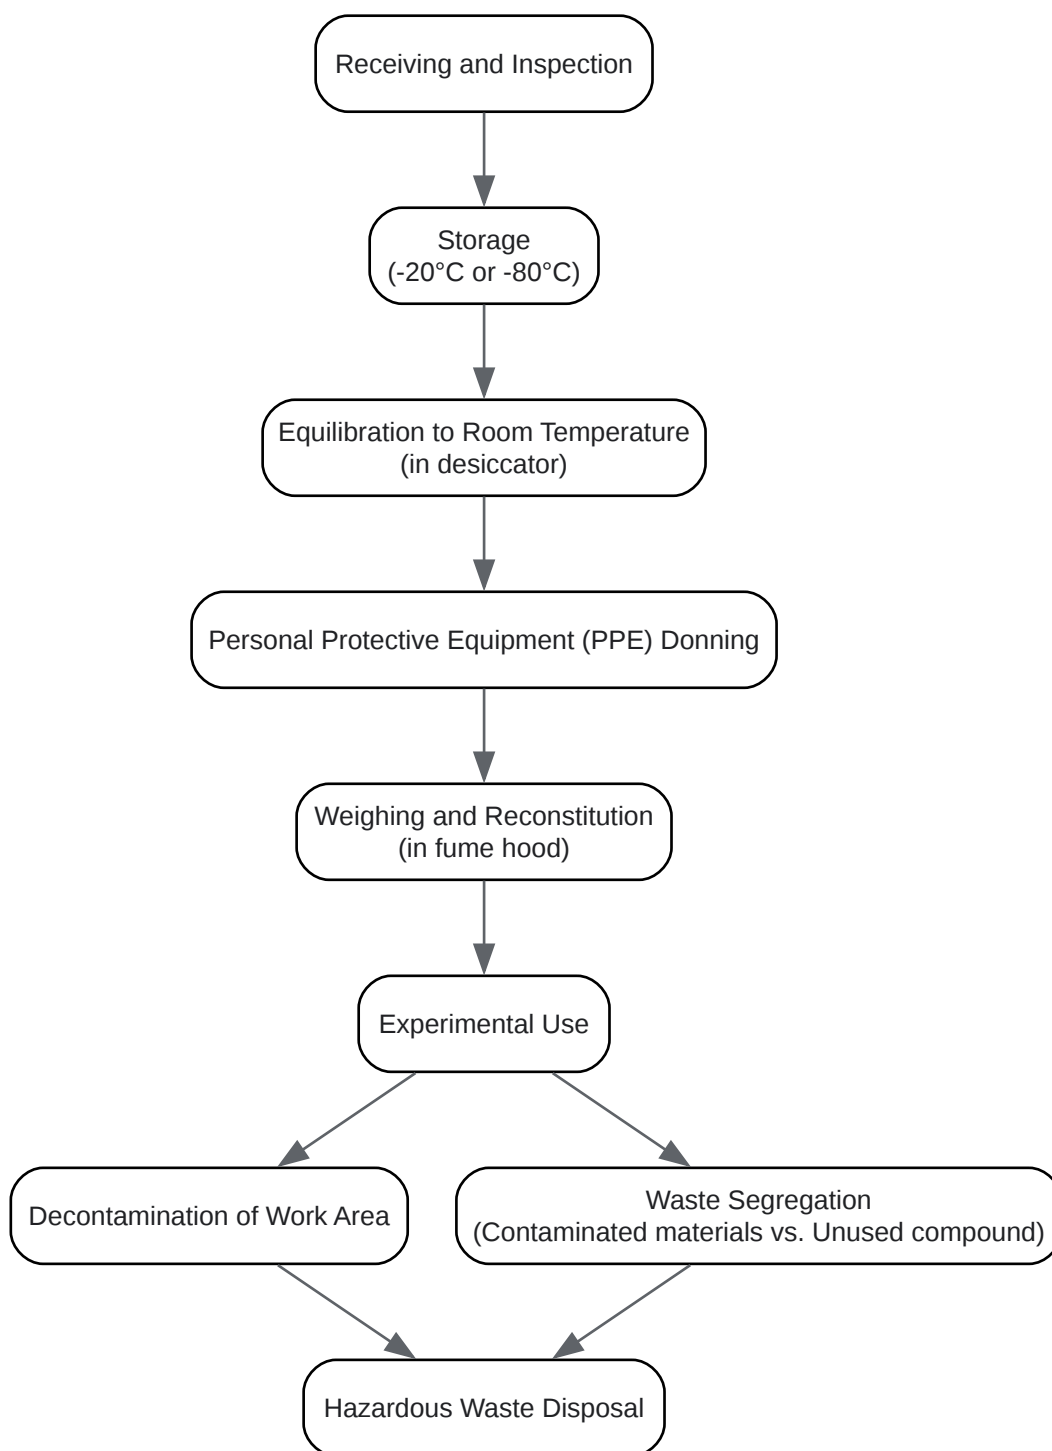 Receiving and Inspection
Storage
(-20°C or -80°C)
Equilibration to Room Temperature
(in desiccator)
Personal Protective Equipment (PPE) Donning
Weighing and Reconstitution
(in fume hood)
Experimental Use
Decontamination of Work Area
Waste Segregation
(Contaminated materials vs. Unused compound)
Hazardous Waste Disposal